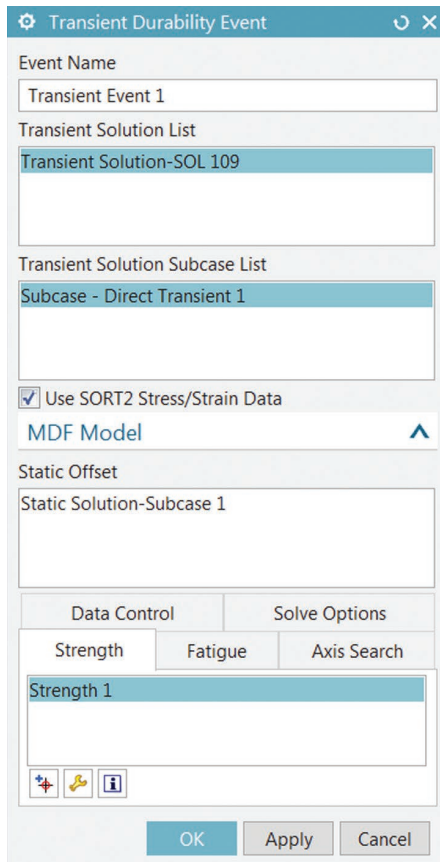 Transient Durability Event
Event Name
Transient Event 1
Transient Solution List
Transient Solution-SOL 109
Transient Solution Subcase List
Subcase - Direct Transient 1
Use SORT2 Stress/Strain Data
MDF Model
Static Offset
Static Solution-Subcase 1
Data Control Solve Options
Strength Fatigue Axis Search
Strength 1
OK Apply Cancel